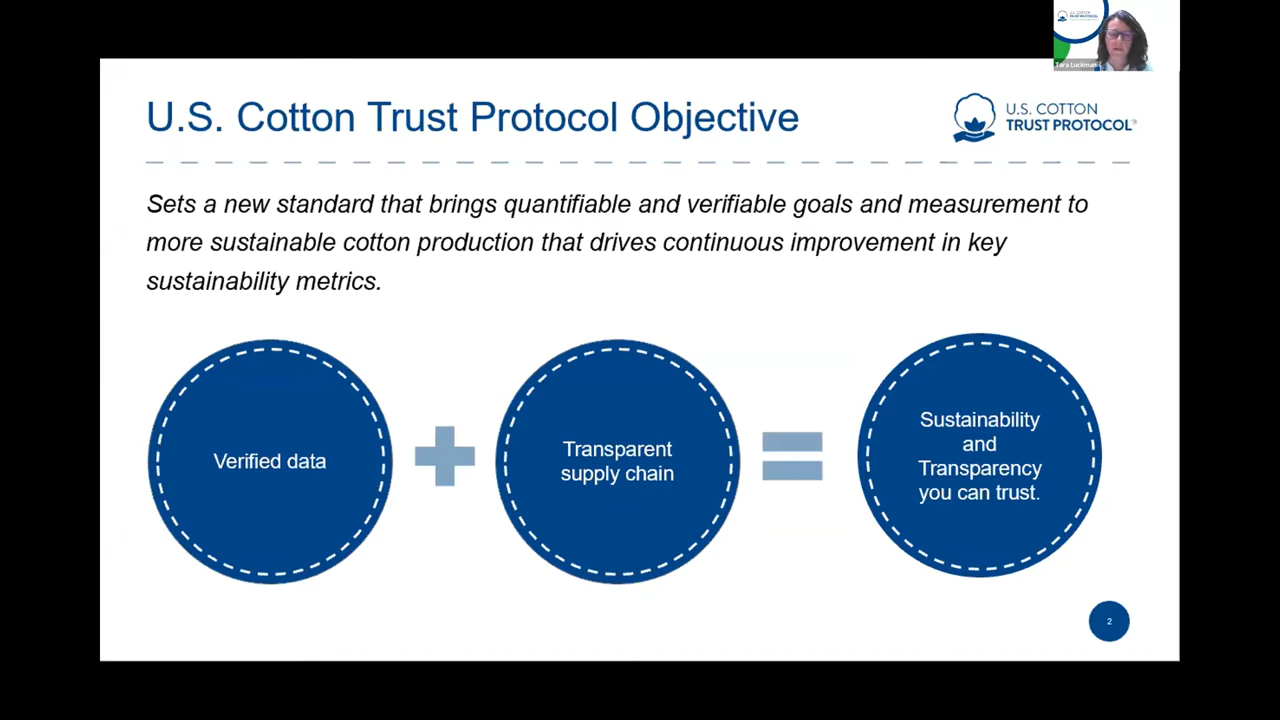 U.S. Cotton Trust Protocol Objective
U.S. COTTON
TRUST PROTOCOL
Tara Luckman
Sets a new standard that brings quantifiable and verifiable goals and measurement to
more sustainable cotton production that drives continuous improvement in key
sustainability metrics.
Verified data
Transparent
supply chain
Sustainability
and
Transparency
you can trust.
2